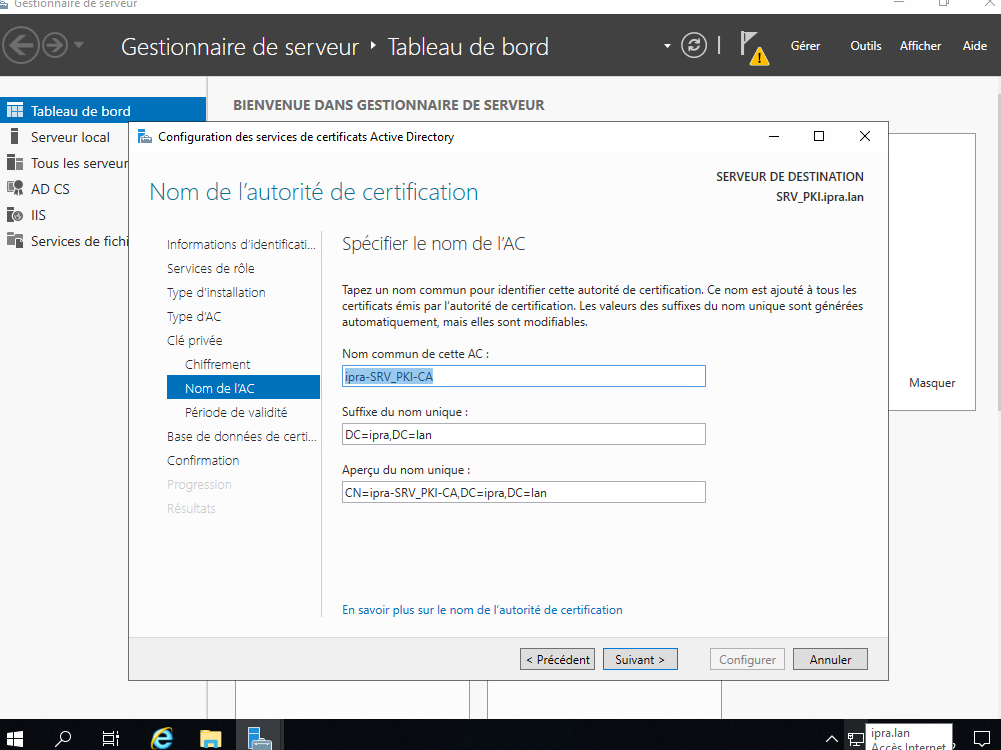 Gestionnaire de serveur
Gestionnaire de serveur
Tableau de bord
Gérer
Outils
Afficher
Aide
Tableau de bord
Serveur local
Tous les serveur
AD CS
IIS
Services de fichi
BIENVENUE DANS GESTIONNAIRE DE SERVEUR
Configuration des services de certificats Active Directory
Nom de l'autorité de certification
SERVEUR DE DESTINATION
SRV_PKI.ipra.lan
Informations d'identificati...
Services de rôle
Type d'installation
Type d'AC
Clé privée
Chiffrement
Nom de l'AC
Période de validité
Base de données de certi...
Confirmation
Progression
Résultats
Spécifier le nom de l'AC
Tapez un nom commun pour identifier cette autorité de certification. Ce nom est ajouté à tous les
certificats émis par l'autorité de certification. Les valeurs des suffixes du nom unique sont générées
automatiquement, mais elles sont modifiables.
Nom commun de cette AC :
ipra-SRV_PKI-CA
Suffixe du nom unique :
DC=ipra,DC=lan
Aperçu du nom unique :
CN=ipra-SRV_PKI-CA,DC=ipra,DC=lan
En savoir plus sur le nom de l'autorité de certification
Masquer
< Précédent
Suivant >
Configurer
Annuler
ipra.lan
Accès Internet